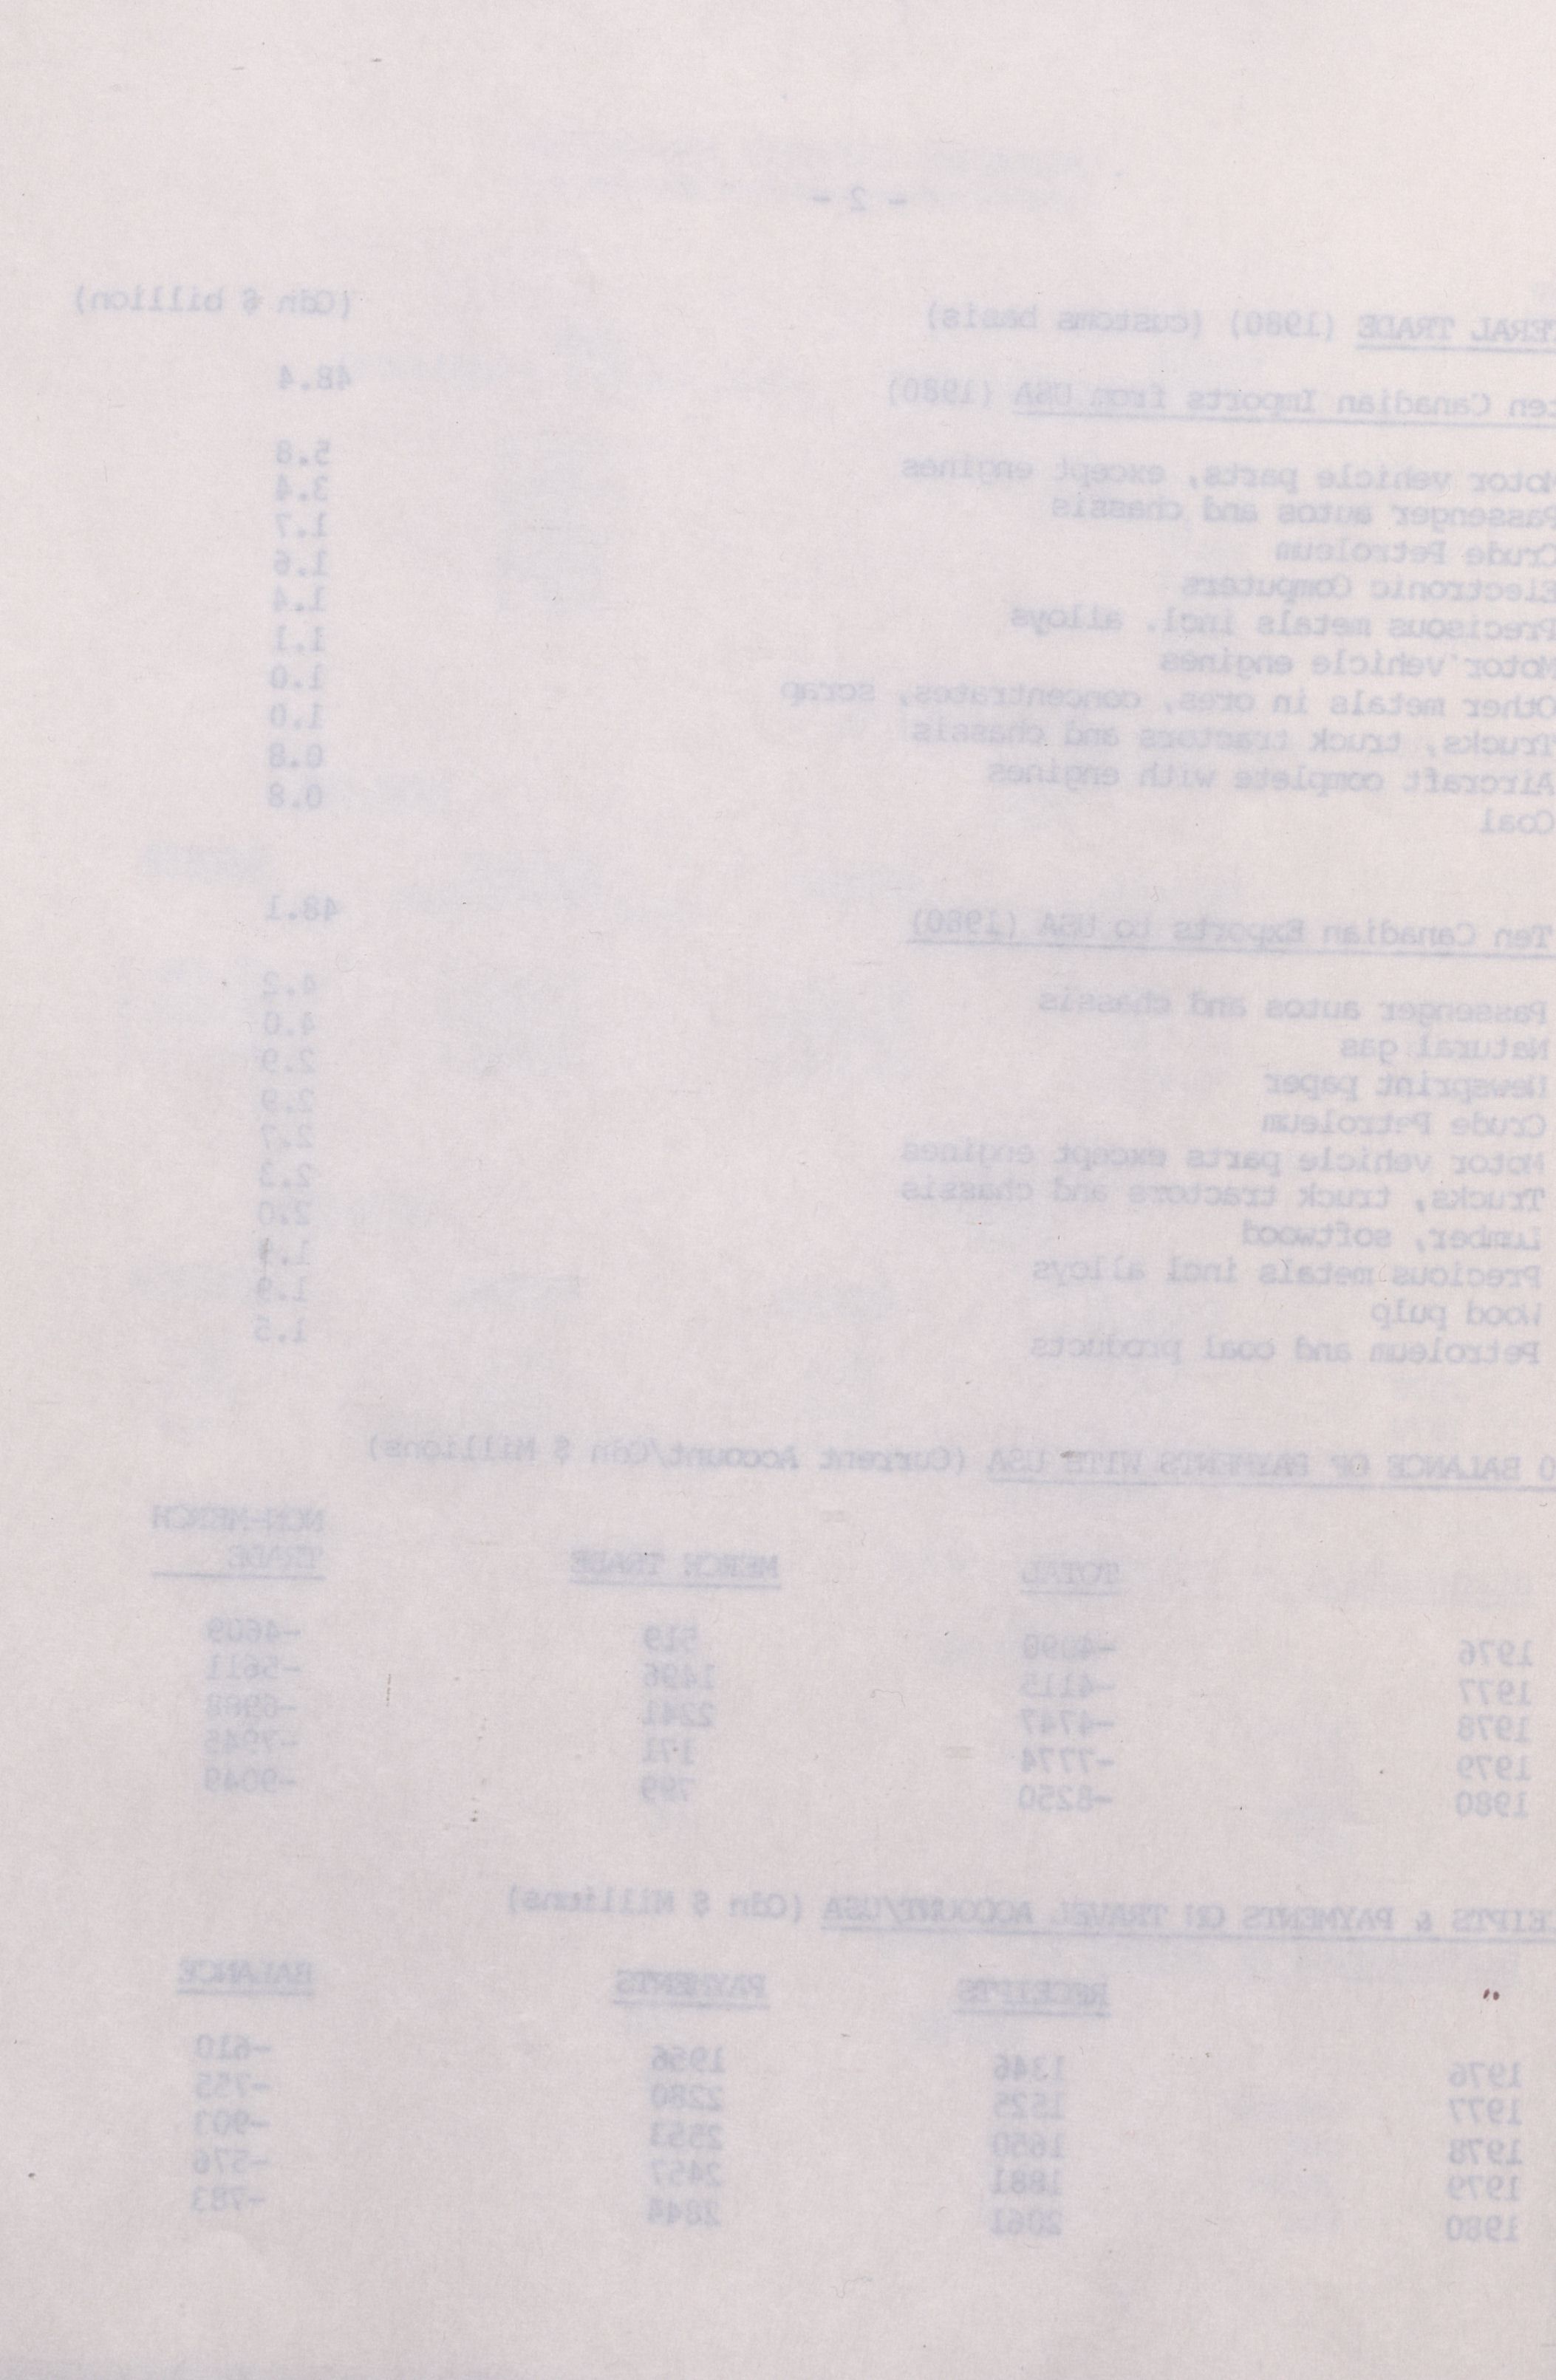 - 2 -
TERAL TRADE (1980) (customs basis) (Cdn $ billion)
ten Canadian Imports from USA (1980) 48.4
Motor vehicle parts, except engines 5.8
Passenger autos and chassis 3.4
Crude Petroleum 1.7
Electronic Computers 1.6
Precisous metals incl. alloys 1.4
Motor vehicle engines 1.1
Other metals in ores, concentrates, scrap 1.0
Trucks, truck tractors and chassis 1.0
Aircraft complete with engines 0.8
Coal 0.8
Ten Canadian Exports to USA (1980) 48.1
Passenger autos and chassis 4.2
Natural gas 4.0
Newsprint paper 2.9
Crude Petroleum 2.9
Motor vehicle parts except engines 2.7
Trucks, truck tractors and chassis 2.3
Lumber, softwood 2.0
Precious metals incl alloys
Wood pulp 1.9
Petroleum and coal products 1.5
O BALANCE OF PAYMENTS WITH USA (Current Account/Cdn $ Millions)
NON-MERCH
TOTAL MERCH TRADE TRADE
1976 -4090 519 -4609
1977 -4115 1496 -5611
1978 -4747 2241 -6988
1979 -7774 171 -7945
1980 -8250 799 -9049
EIPTS & PAYMENTS ON TRAVEL ACCOUNT/USA (Cdn $ Millions)
RECEIPTS PAYMENTS BALANCE
1976 1346 1956 -610
1977 1525 2280 -755
1978 1650 2553 -903
1979 1881 2457 -576
1980 2061 2844 -783